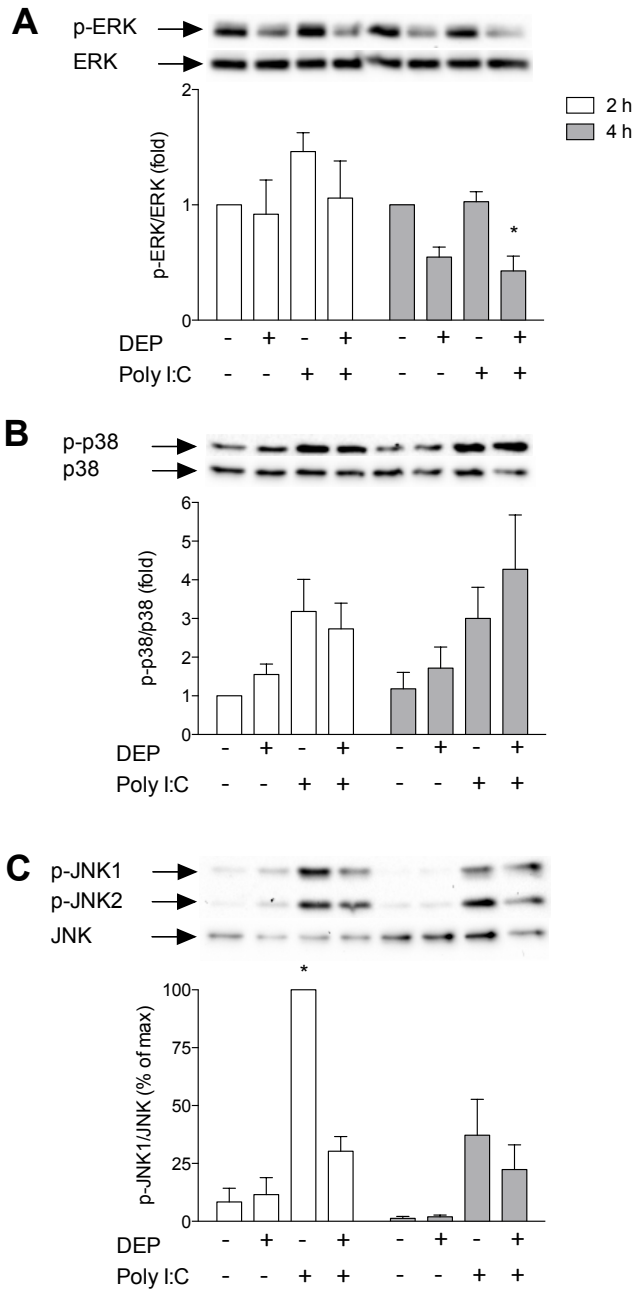 A
p-ERK
ERK
2 h
4 h
2
1
0
p-ERK/ERK (fold)
*
DEP - + - + - + - +
Poly I:C - - + + - - + +
B
p-p38
p38
6
5
4
3
2
1
0
p-p38/p38 (fold)
DEP - + - + - + - +
Poly I:C - - + + - - + +
C
p-JNK1
p-JNK2
JNK
*
100
75
50
25
0
p-JNK1/JNK (% of max)
DEP - + - + - + - +
Poly I:C - - + + - - + +